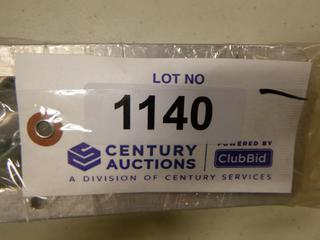 LOT NO
1140
CENTURY AUCTIONS
POWERED BY
ClubBid
A DIVISION OF CENTURY SERVICES